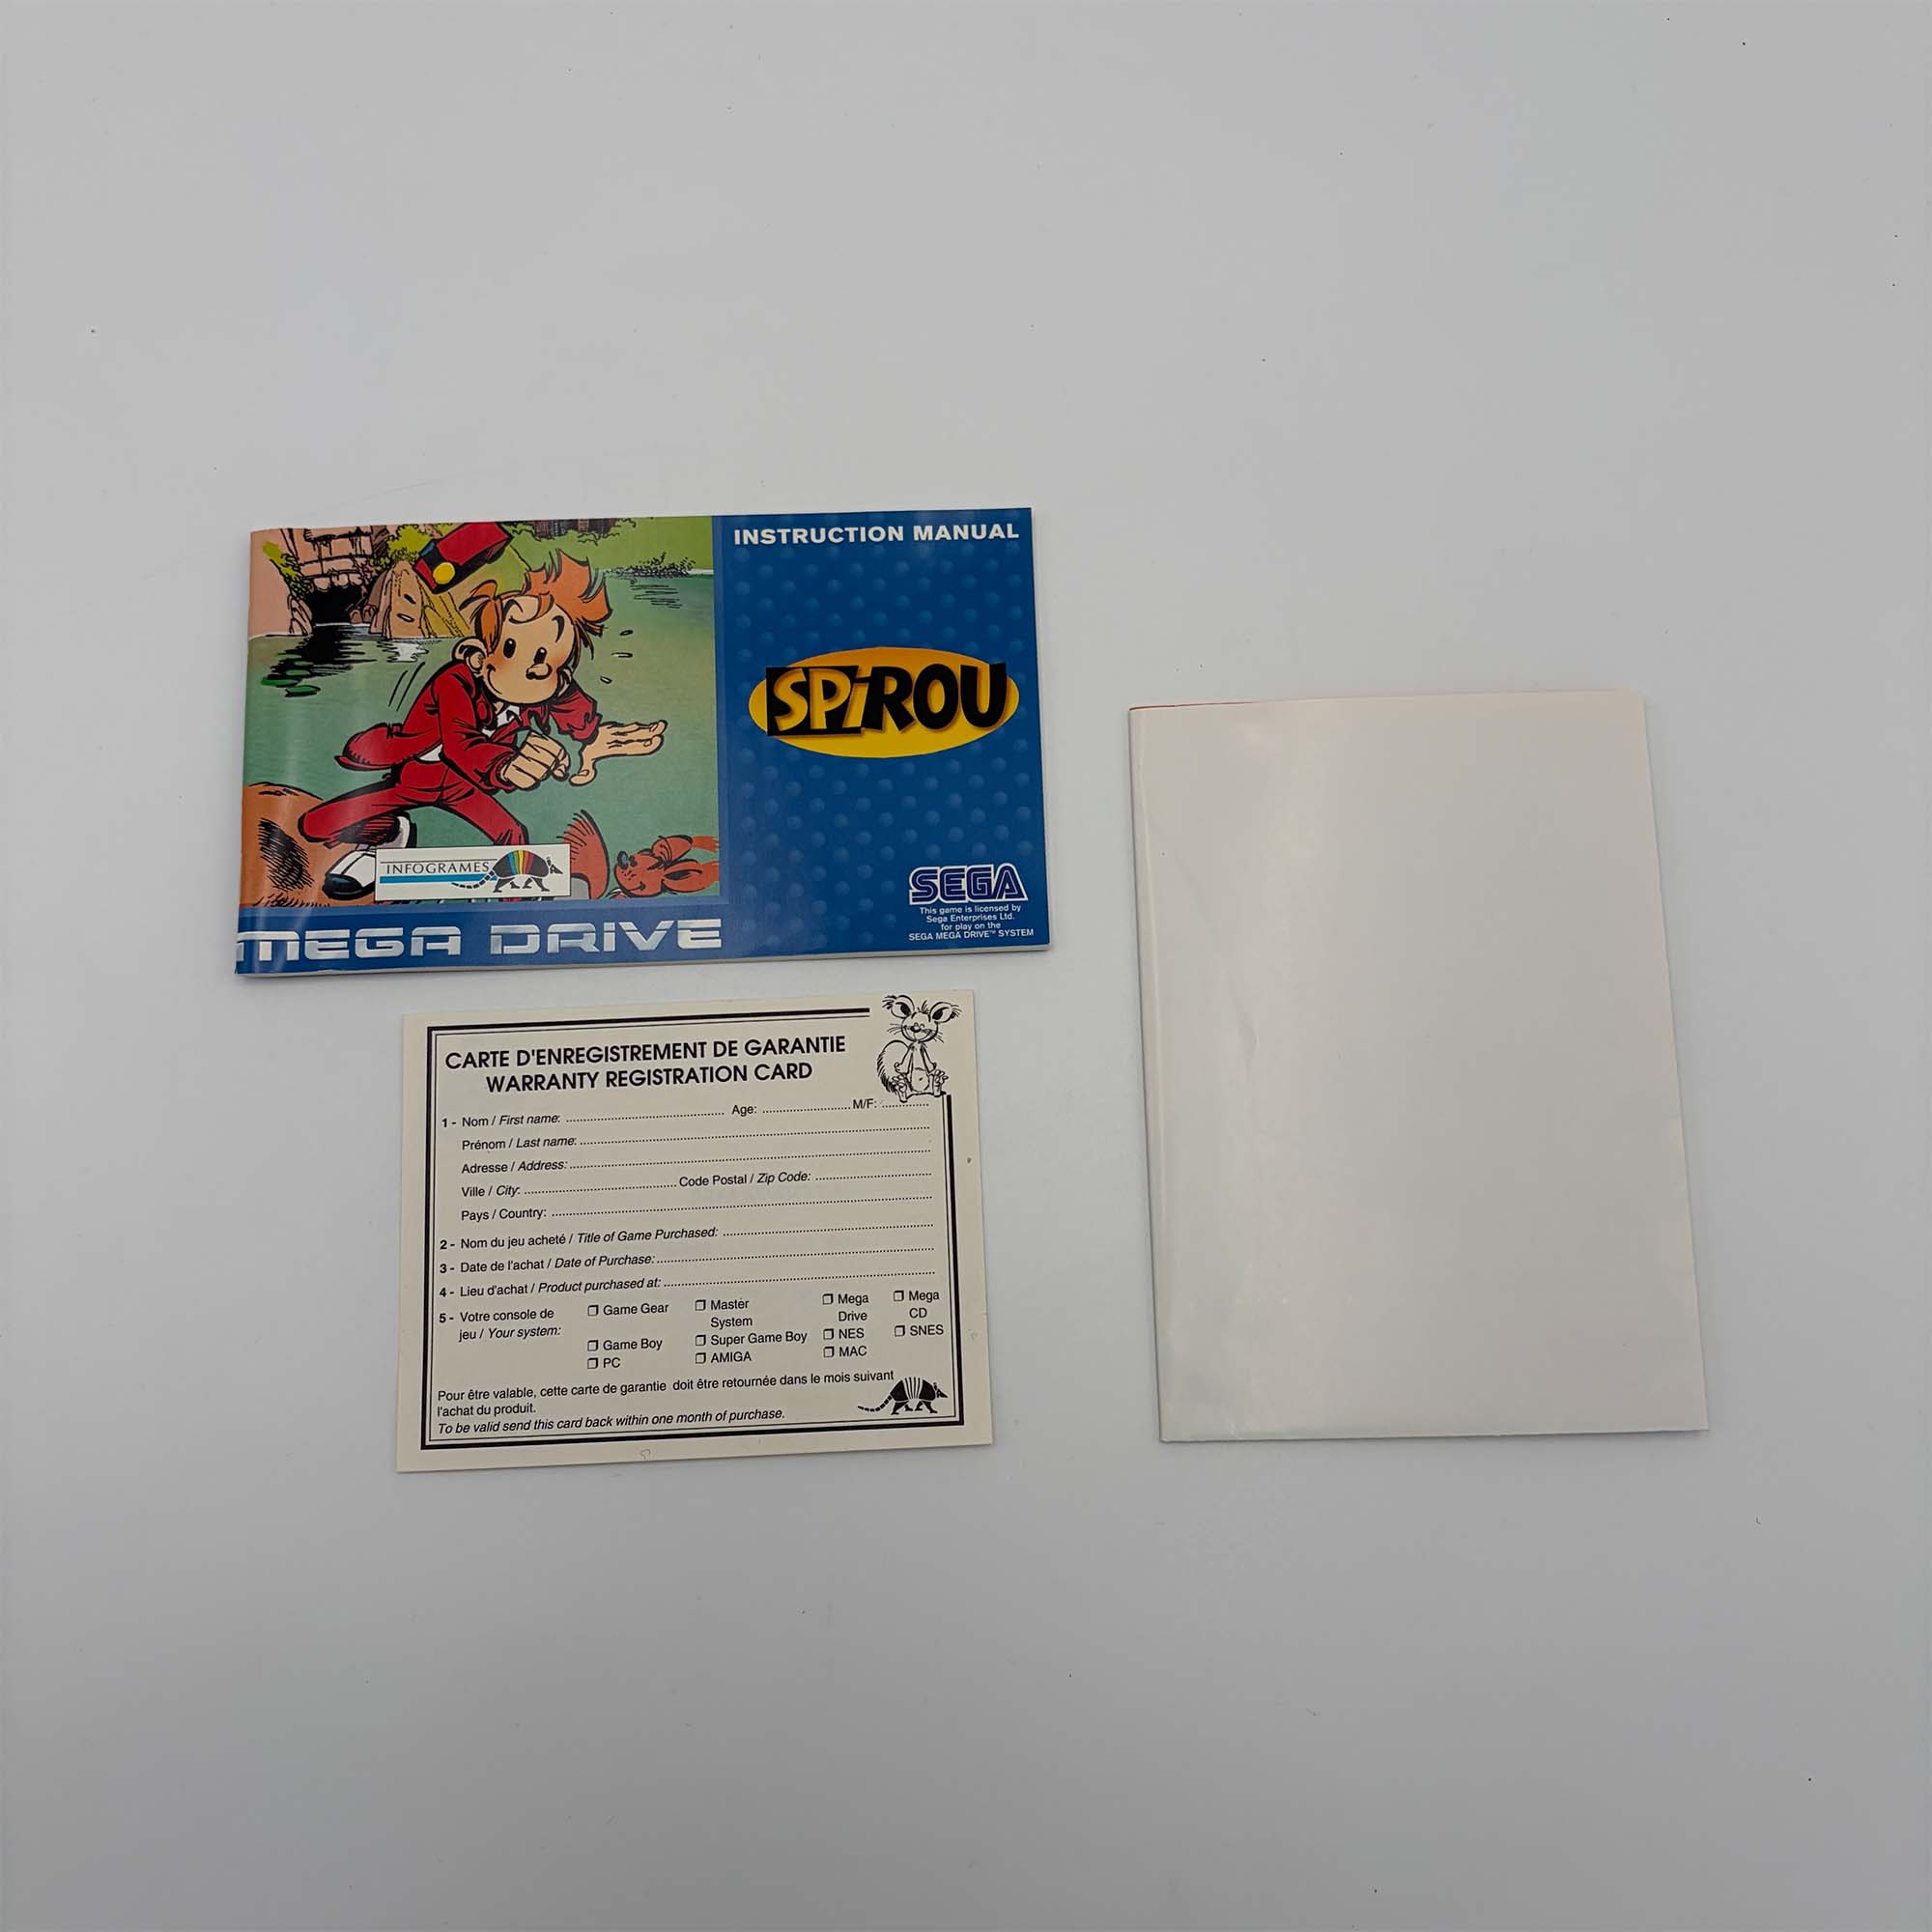 INSTRUCTION MANUAL
SPiROU
INFOGRAMES
SEGA
This game is licensed by
Sega Enterprises Ltd.
for play on the
SEGA MEGA DRIVE™ SYSTEM
MEGA DRIVE
CARTE D'ENREGISTREMENT DE GARANTIE
WARRANTY REGISTRATION CARD
1 - Nom / First name: ........ Age: ........ M/F: ........
Prénom / Last name: ........
Adresse / Address: ........
Ville / City: ........ Code Postal / Zip Code: ........
Pays / Country: ........
2 - Nom du jeu acheté / Title of Game Purchased: ........
3 - Date de l'achat / Date of Purchase: ........
4 - Lieu d'achat / Product purchased at: ........
5 - Votre console de jeu / Your system:
❒ Game Gear ❒ Master System ❒ Mega Drive ❒ Mega CD
❒ Game Boy ❒ Super Game Boy ❒ NES ❒ SNES
❒ PC ❒ AMIGA ❒ MAC
Pour être valable, cette carte de garantie doit être retournée dans le mois suivant
l'achat du produit.
To be valid send this card back within one month of purchase.